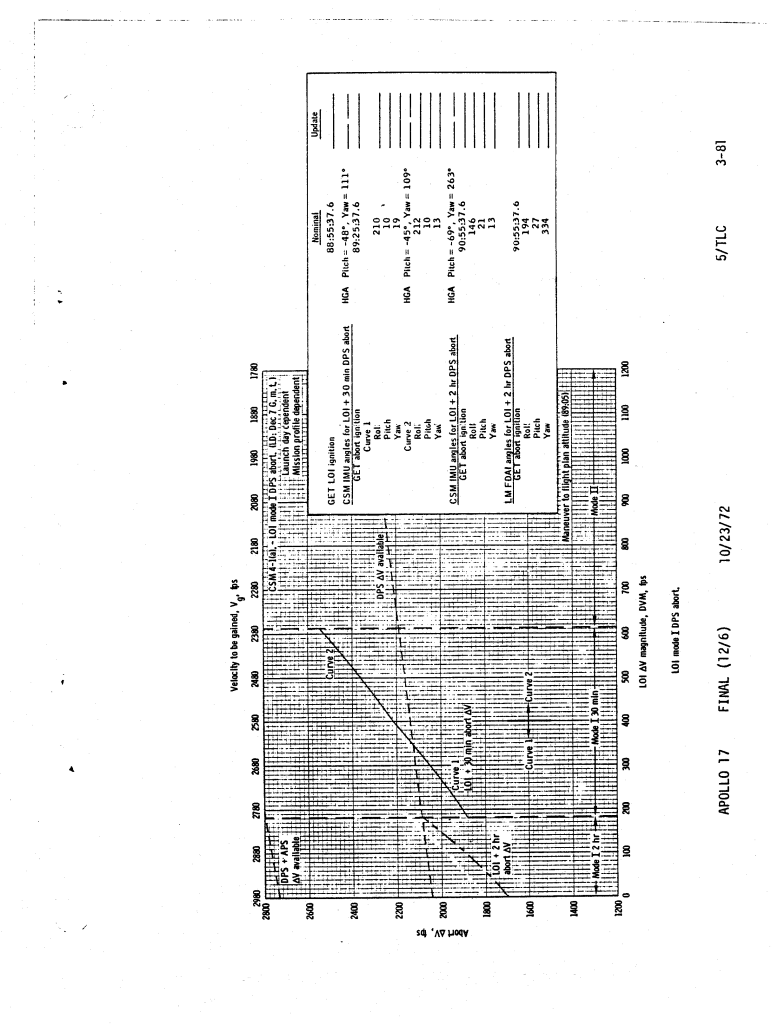 Velocity to be gained, Vg, fps
2980 2880 2780 2680 2580 2480 2380 2280 2180 2080 1980 1880 1780
CSM 4-1(a). - LOI mode I DPS abort. (LD: Dec 7 G. m. t. )
Launch day dependent
Mission profile dependent
DPS + APS
ΔV available
DPS ΔV available
Curve 2
Curve 1
LOI + 30 min abort ΔV
LOI + 2 hr
abort ΔV
Curve 1
Curve 2
Mode I 2 hr
Mode I 30 min
Mode II
Maneuver to flight plan attitude (89:05)
Abort ΔV, fps
2800
2600
2400
2200
2000
1800
1600
1400
1200
0 100 200 300 400 500 600 700 800 900 1000 1100 1200
LOI ΔV magnitude, DVM, fps
LOI mode I DPS abort.
Nominal Update
GET LOI ignition 88:55:37.6
HGA Pitch = -48°, Yaw = 111°
CSM IMU angles for LOI + 30 min DPS abort
GET abort ignition 89:25:37.6
Curve 1
Roll 210
Pitch 10
Yaw 19
HGA Pitch = -45°, Yaw = 109°
Curve 2
Roll 212
Pitch 10
Yaw 13
HGA Pitch = -69°, Yaw = 263°
CSM IMU angles for LOI + 2 hr DPS abort
GET abort ignition 90:55:37.6
Roll 146
Pitch 21
Yaw 13
LM FDAI angles for LOI + 2 hr DPS abort
GET abort ignition 90:55:37.6
Roll 194
Pitch 27
Yaw 334
APOLLO 17 FINAL (12/6) 10/23/72 5/TLC 3-81